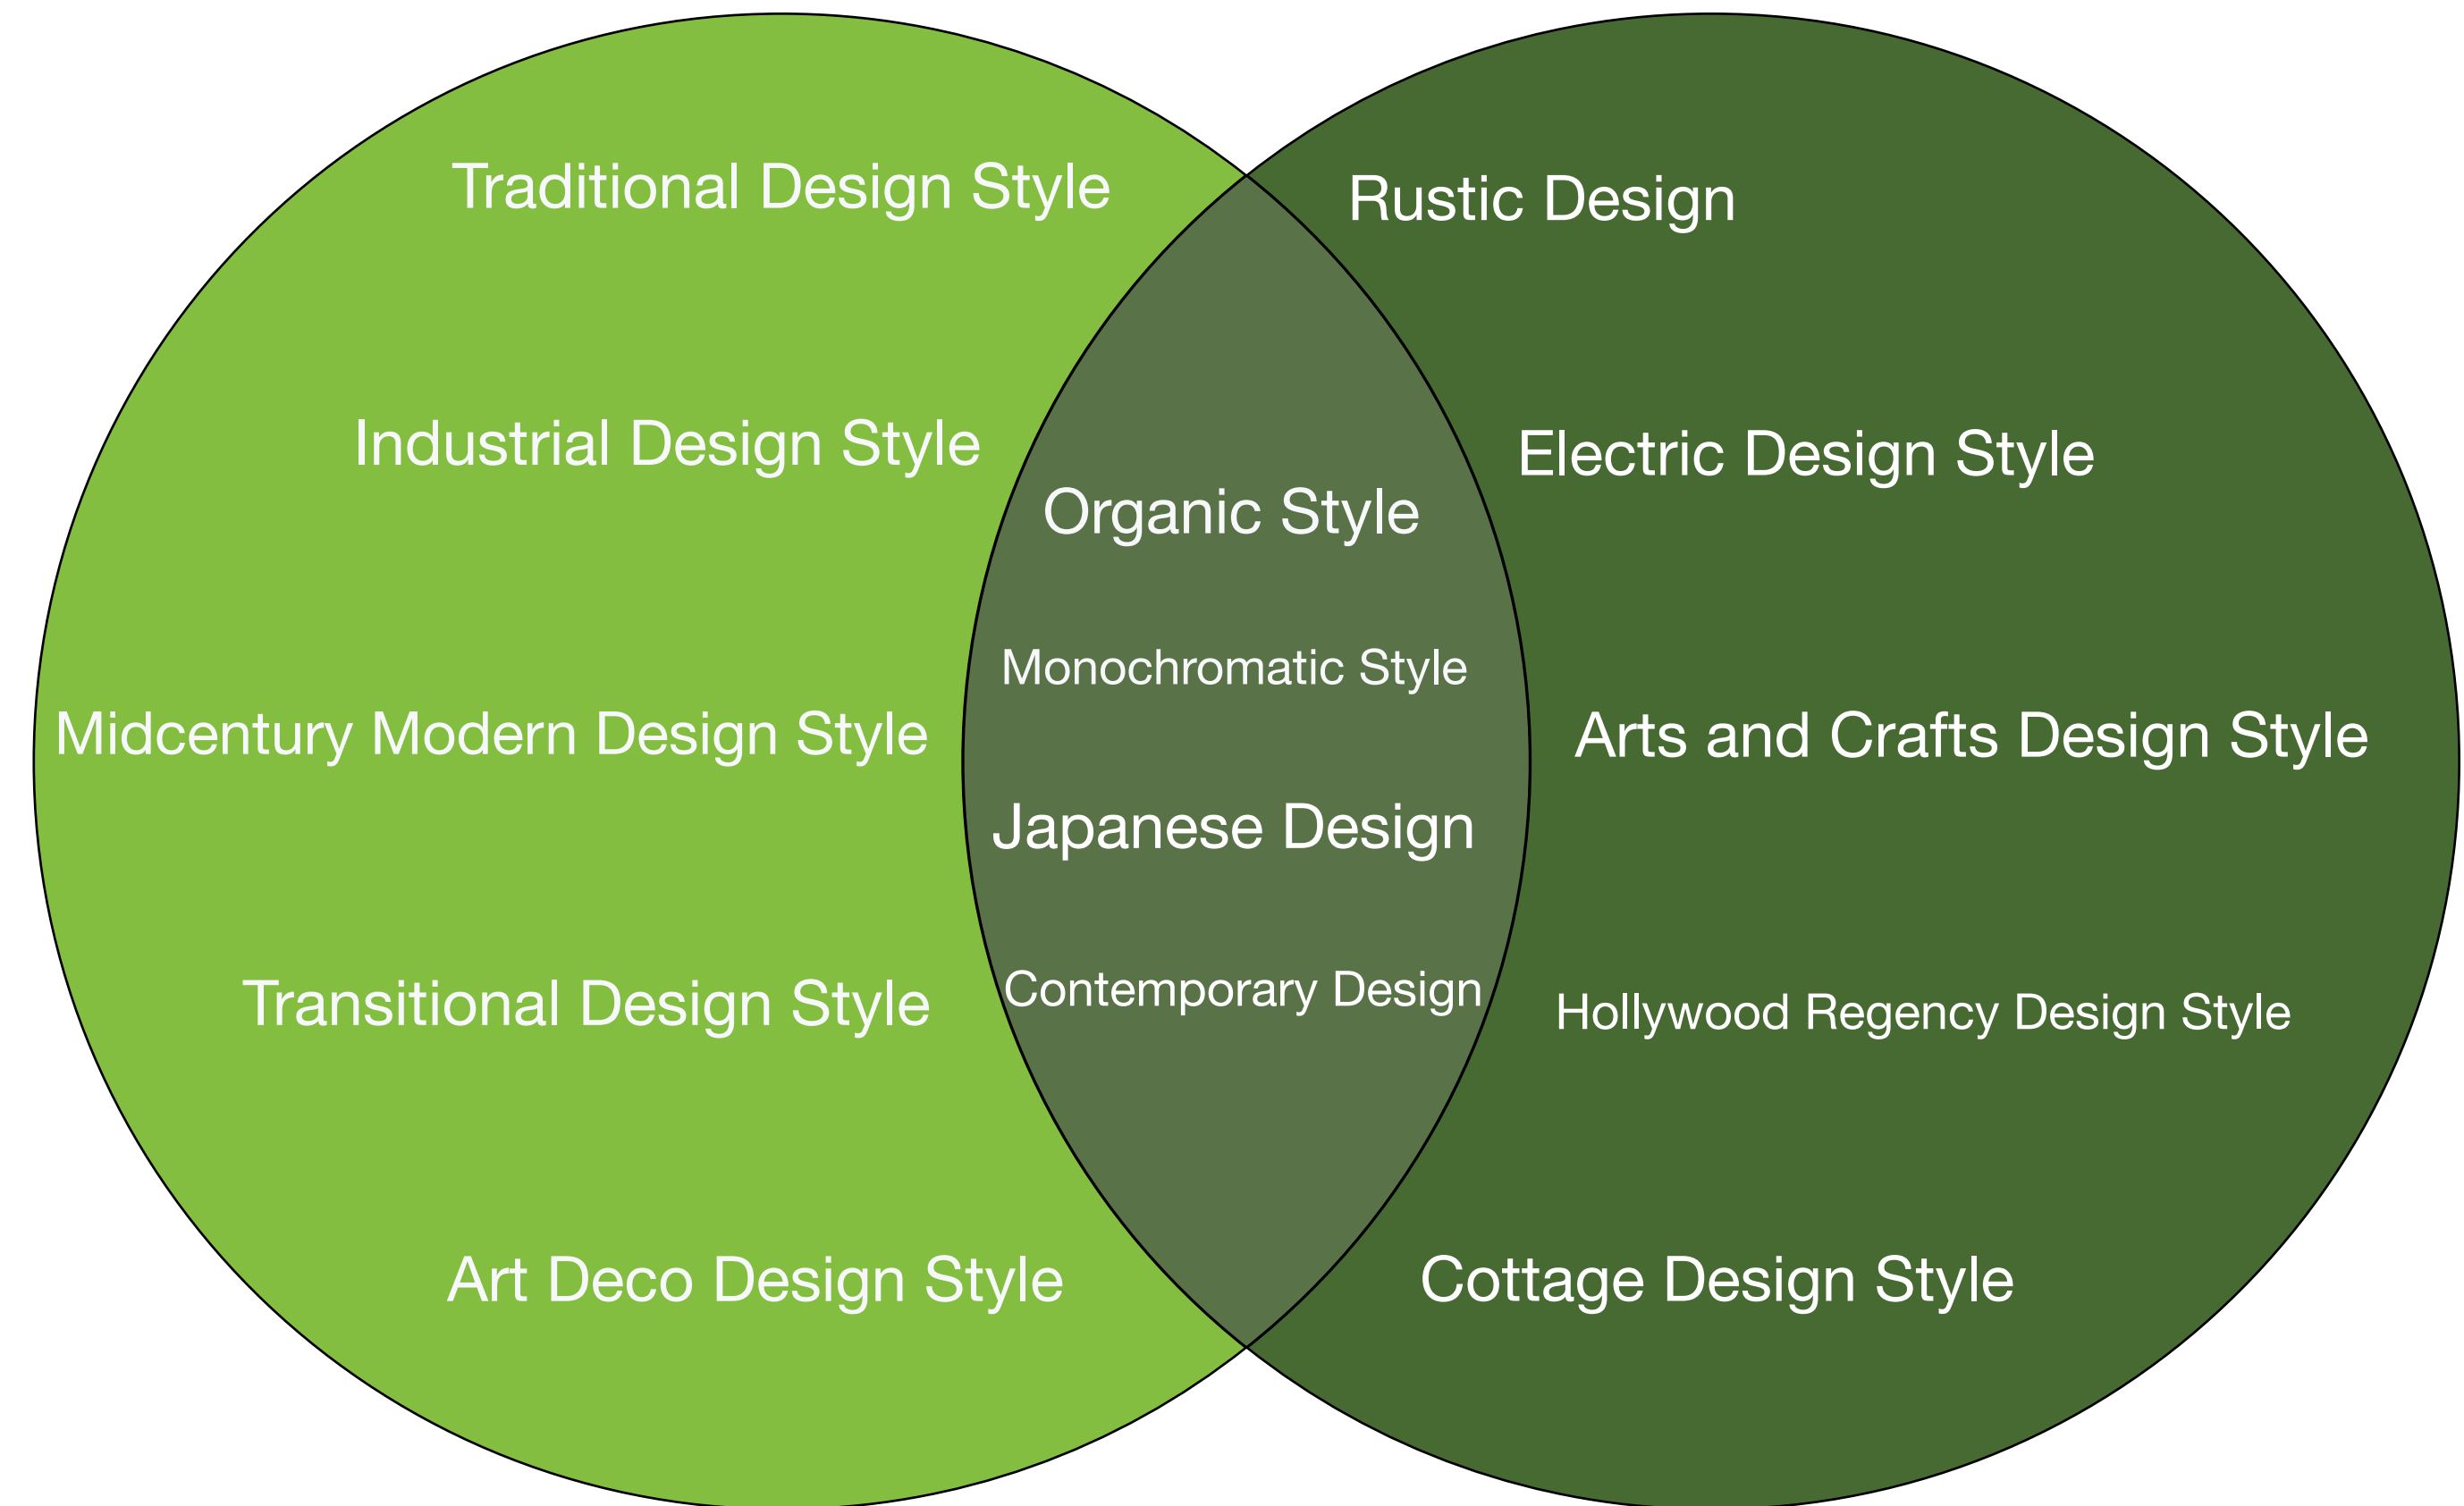 Traditional Design Style
Industrial Design Style
Midcentury Modern Design Style
Transitional Design Style
Art Deco Design Style
Organic Style
Monochromatic Style
Japanese Design
Contemporary Design
Rustic Design
Electric Design Style
Arts and Crafts Design Style
Hollywood Regency Design Style
Cottage Design Style